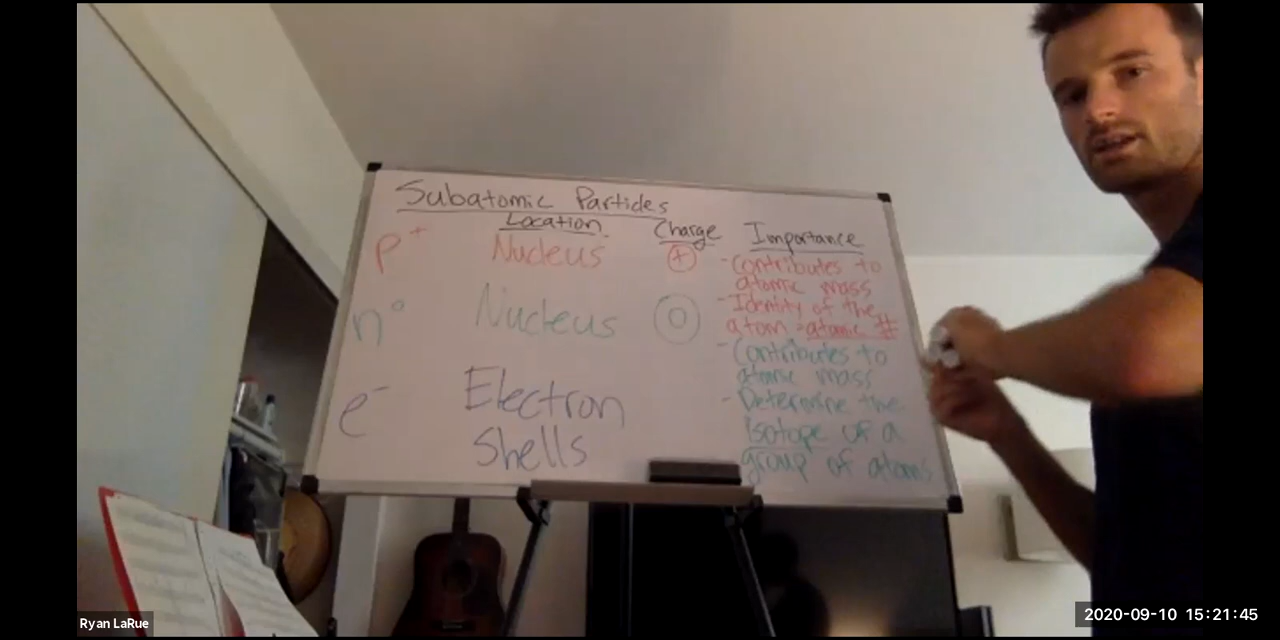 Subatomic Particles
Location Charge Importance
p+ Nucleus + - Contributes to
atomic mass
- Identity of the
atom = atomic #
n° Nucleus 0 - Contributes to
atomic mass
- Determine the
isotope of a
group of atoms
e- Electron
Shells
Ryan LaRue
2020-09-10 15:21:45